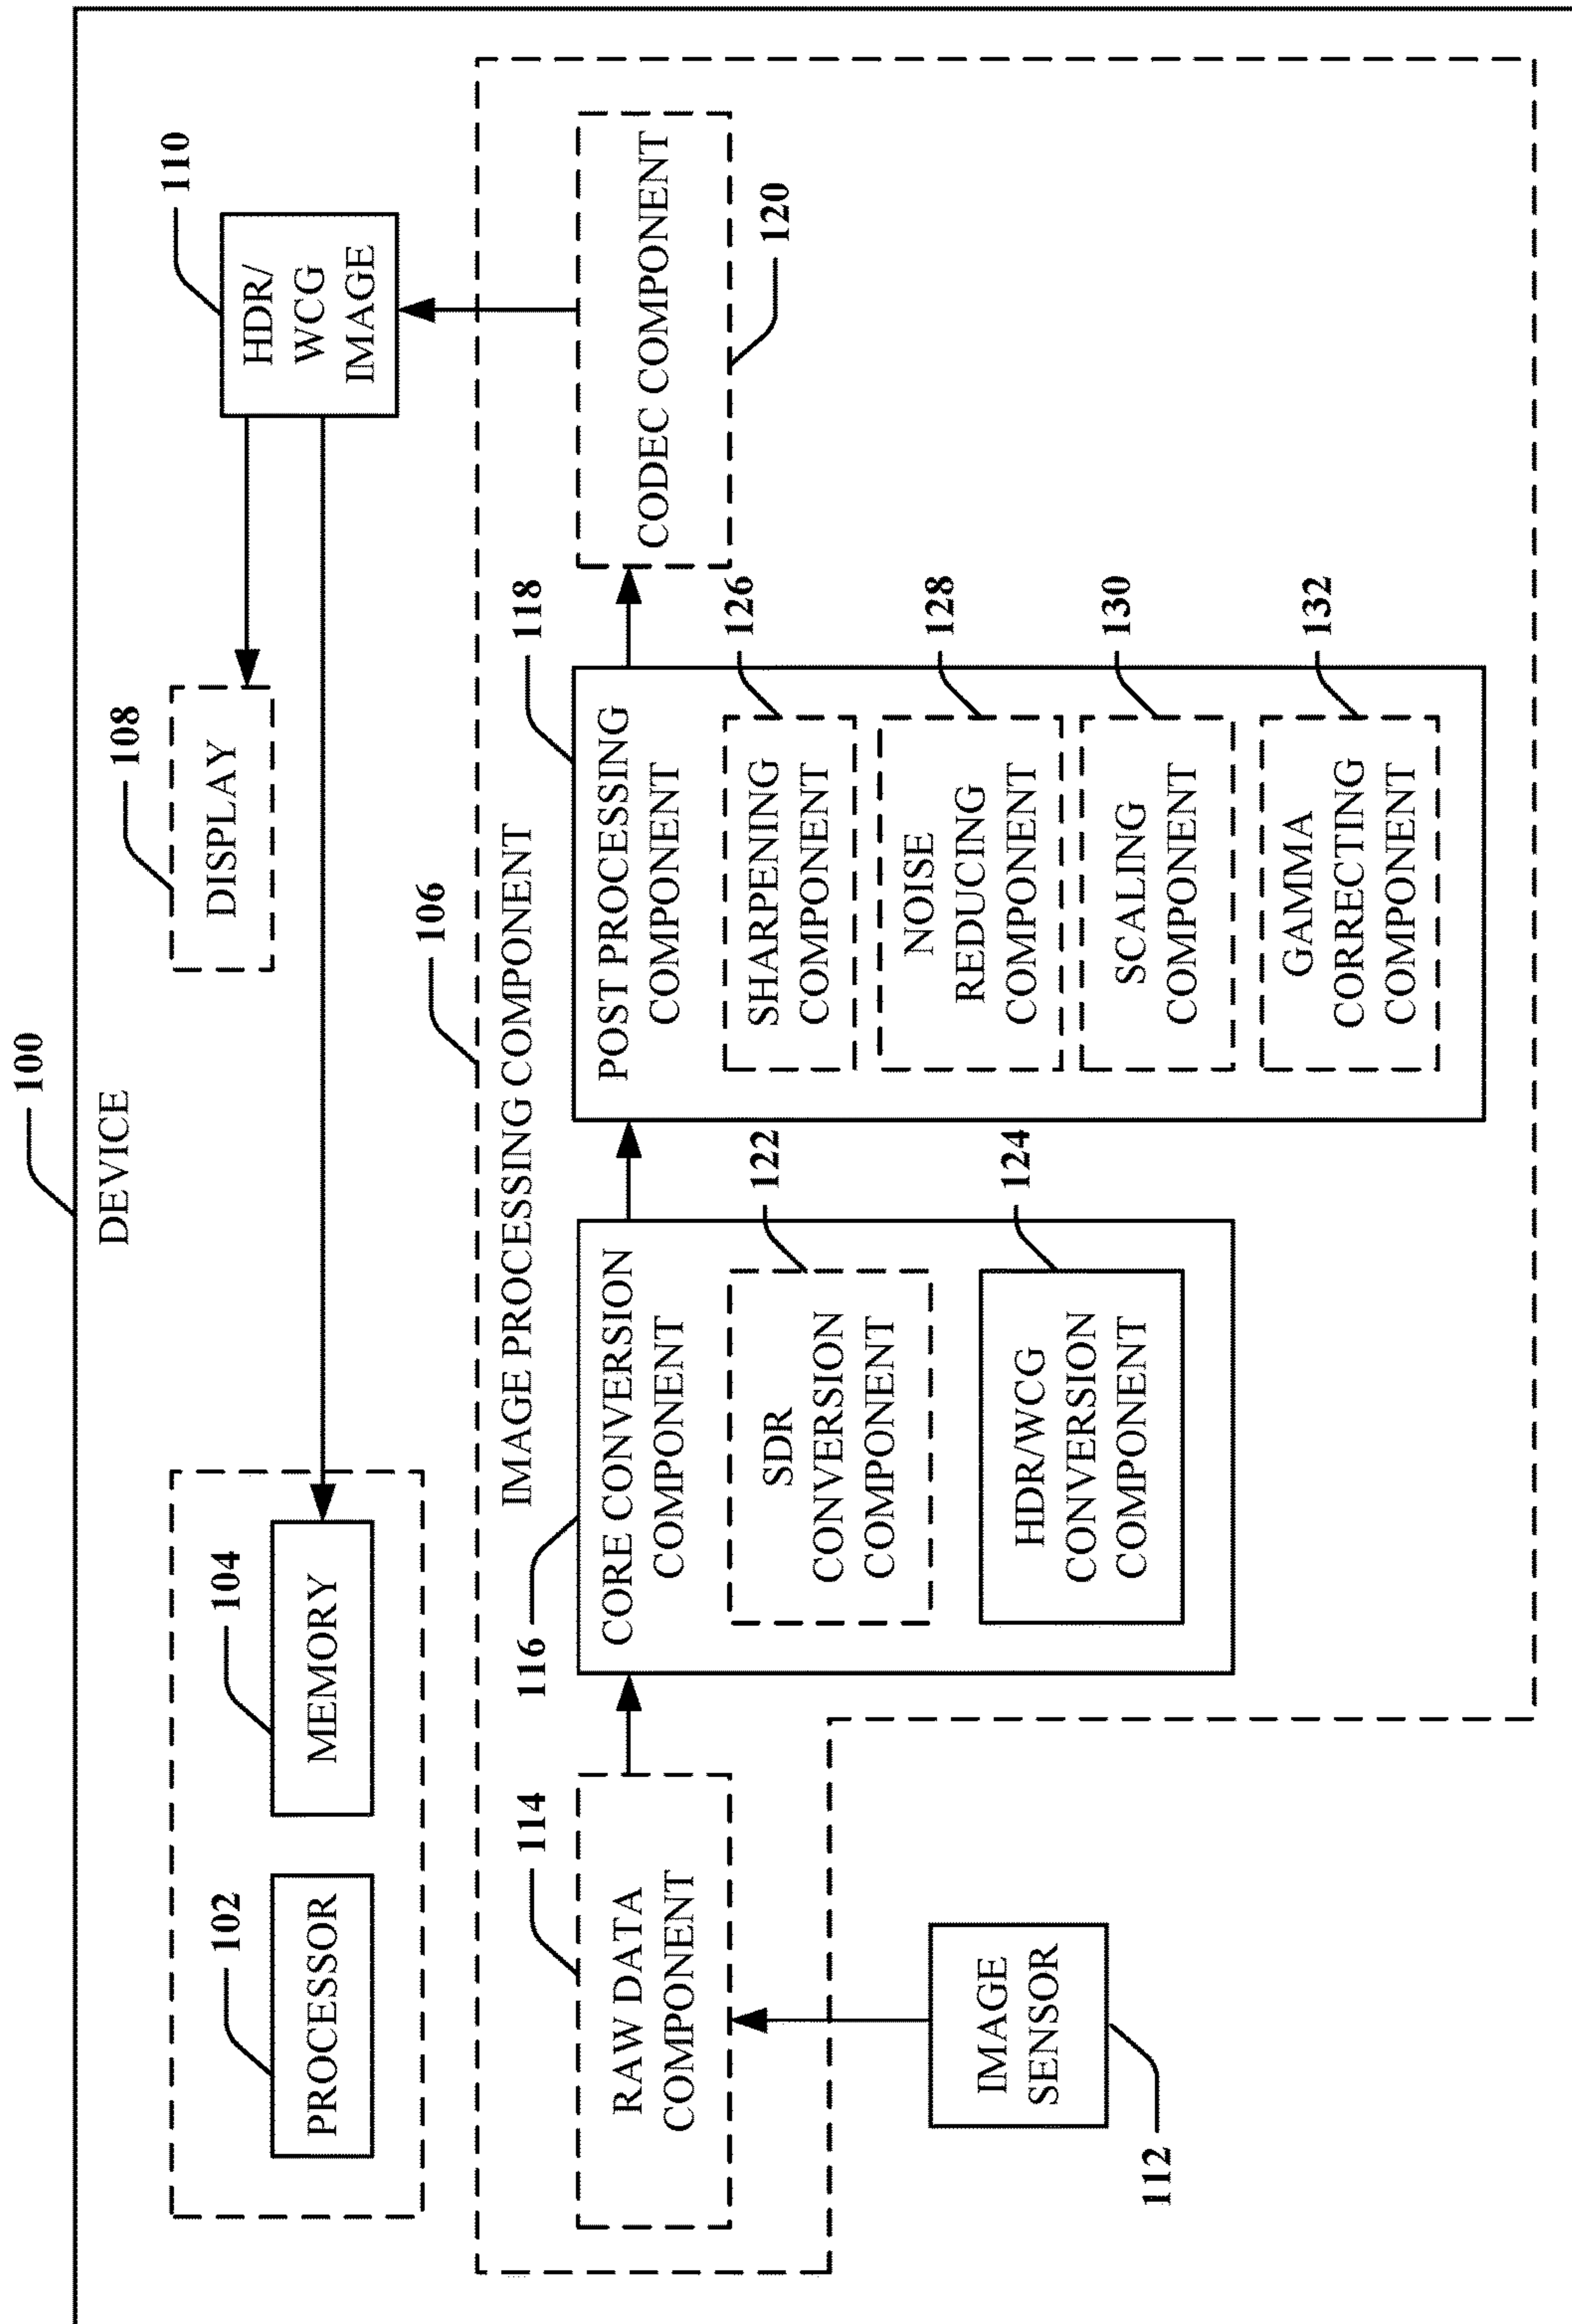 100
DEVICE
102
PROCESSOR
104
MEMORY
108
DISPLAY
110
HDR/
WCG
IMAGE
106
IMAGE PROCESSING COMPONENT
114
RAW DATA
COMPONENT
112
IMAGE
SENSOR
116
CORE CONVERSION
COMPONENT
122
SDR
CONVERSION
COMPONENT
124
HDR/WCG
CONVERSION
COMPONENT
118
POST PROCESSING
COMPONENT
126
SHARPENING
COMPONENT
128
NOISE
REDUCING
COMPONENT
130
SCALING
COMPONENT
132
GAMMA
CORRECTING
COMPONENT
CODEC COMPONENT
120